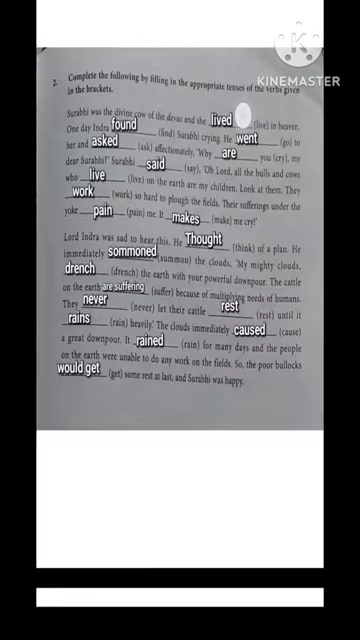 KINEMASTER
2. Complete the following by filling in the appropriate tenses of the verbs given
in the brackets.
Surabhi was the divine cow of the devas and she lived (live) in heaven.
One day Indra found (find) Surabhi crying. He went (go) to
her and asked (ask) affectionately, 'Why are you (cry), my
dear Surabhi?' Surabhi said (say), 'Oh Lord, all the bulls and cows
who live (live) on the earth are my children. Look at them. They
work (work) so hard to plough the fields. Their sufferings under the
yoke pain (pain) me. It makes (make) me cry!'
Lord Indra was sad to hear this. He Thought (think) of a plan. He
immediately sommoned (summon) the clouds, 'My mighty clouds,
drench (drench) the earth with your powerful downpour. The cattle
on the earth are suffering (suffer) because of multiplying needs of humans.
They never (never) let their cattle rest (rest) until it
rains (rain) heavily.' The clouds immediately caused (cause)
a great downpour. It rained (rain) for many days and the people
on the earth were unable to do any work on the fields. So, the poor bullocks
would get (get) some rest at last, and Surabhi was happy.